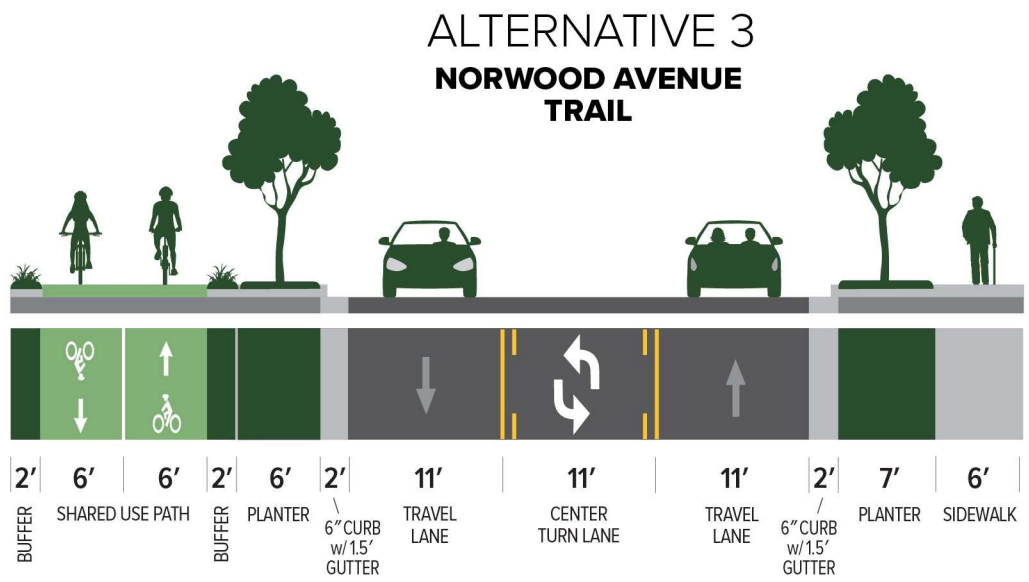 ALTERNATIVE 3
NORWOOD AVENUE
TRAIL
2′ 6′ 6′ 2′ 6′ 2′ 11′ 11′ 11′ 2′ 7′ 6′
BUFFER
SHARED USE PATH
BUFFER
PLANTER
6″ CURB
w/ 1.5′
GUTTER
TRAVEL
LANE
CENTER
TURN LANE
TRAVEL
LANE
6″ CURB
w/ 1.5′
GUTTER
PLANTER
SIDEWALK